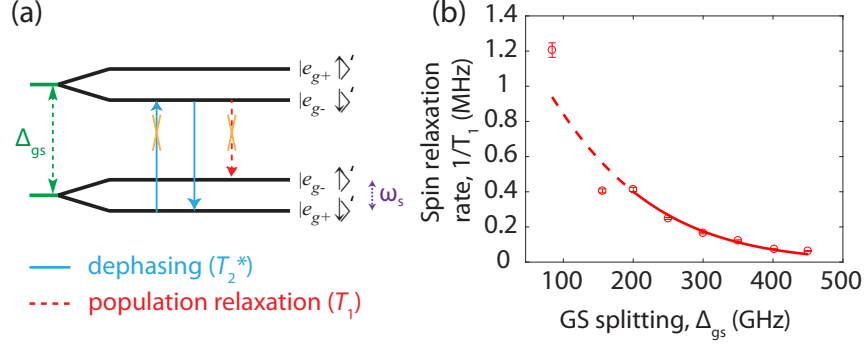 (a)
|e_g+ ↑⟩′
|e_g- ↓⟩′
Δ_gs
|e_g- ↑⟩′
ω_s
|e_g+ ↓⟩′
dephasing (T_2*)
population relaxation (T_1)
(b)
Spin relaxation
rate, 1/T_1 (MHz)
1.4
1.2
1
0.8
0.6
0.4
0.2
0
100 200 300 400 500
GS splitting, Δ_gs (GHz)